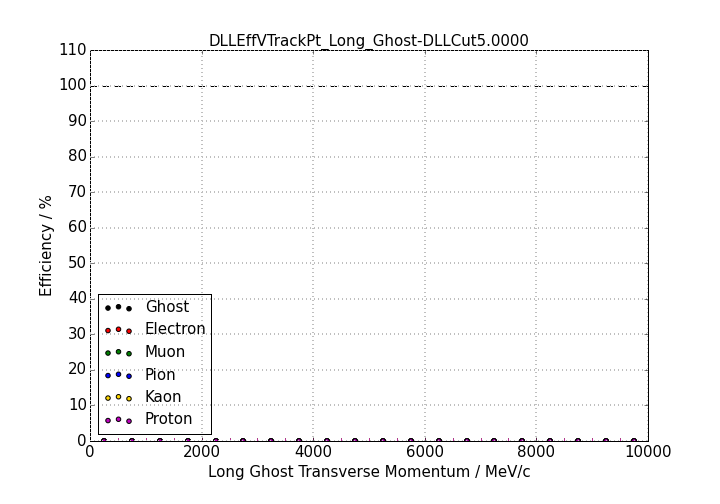 DLLEffVTrackPt_Long_Ghost-DLLCut5.0000
110
100
90
80
70
60
50
40
30
20
10
0
Efficiency / %
Ghost
Electron
Muon
Pion
Kaon
Proton
0 2000 4000 6000 8000 10000
Long Ghost Transverse Momentum / MeV/c